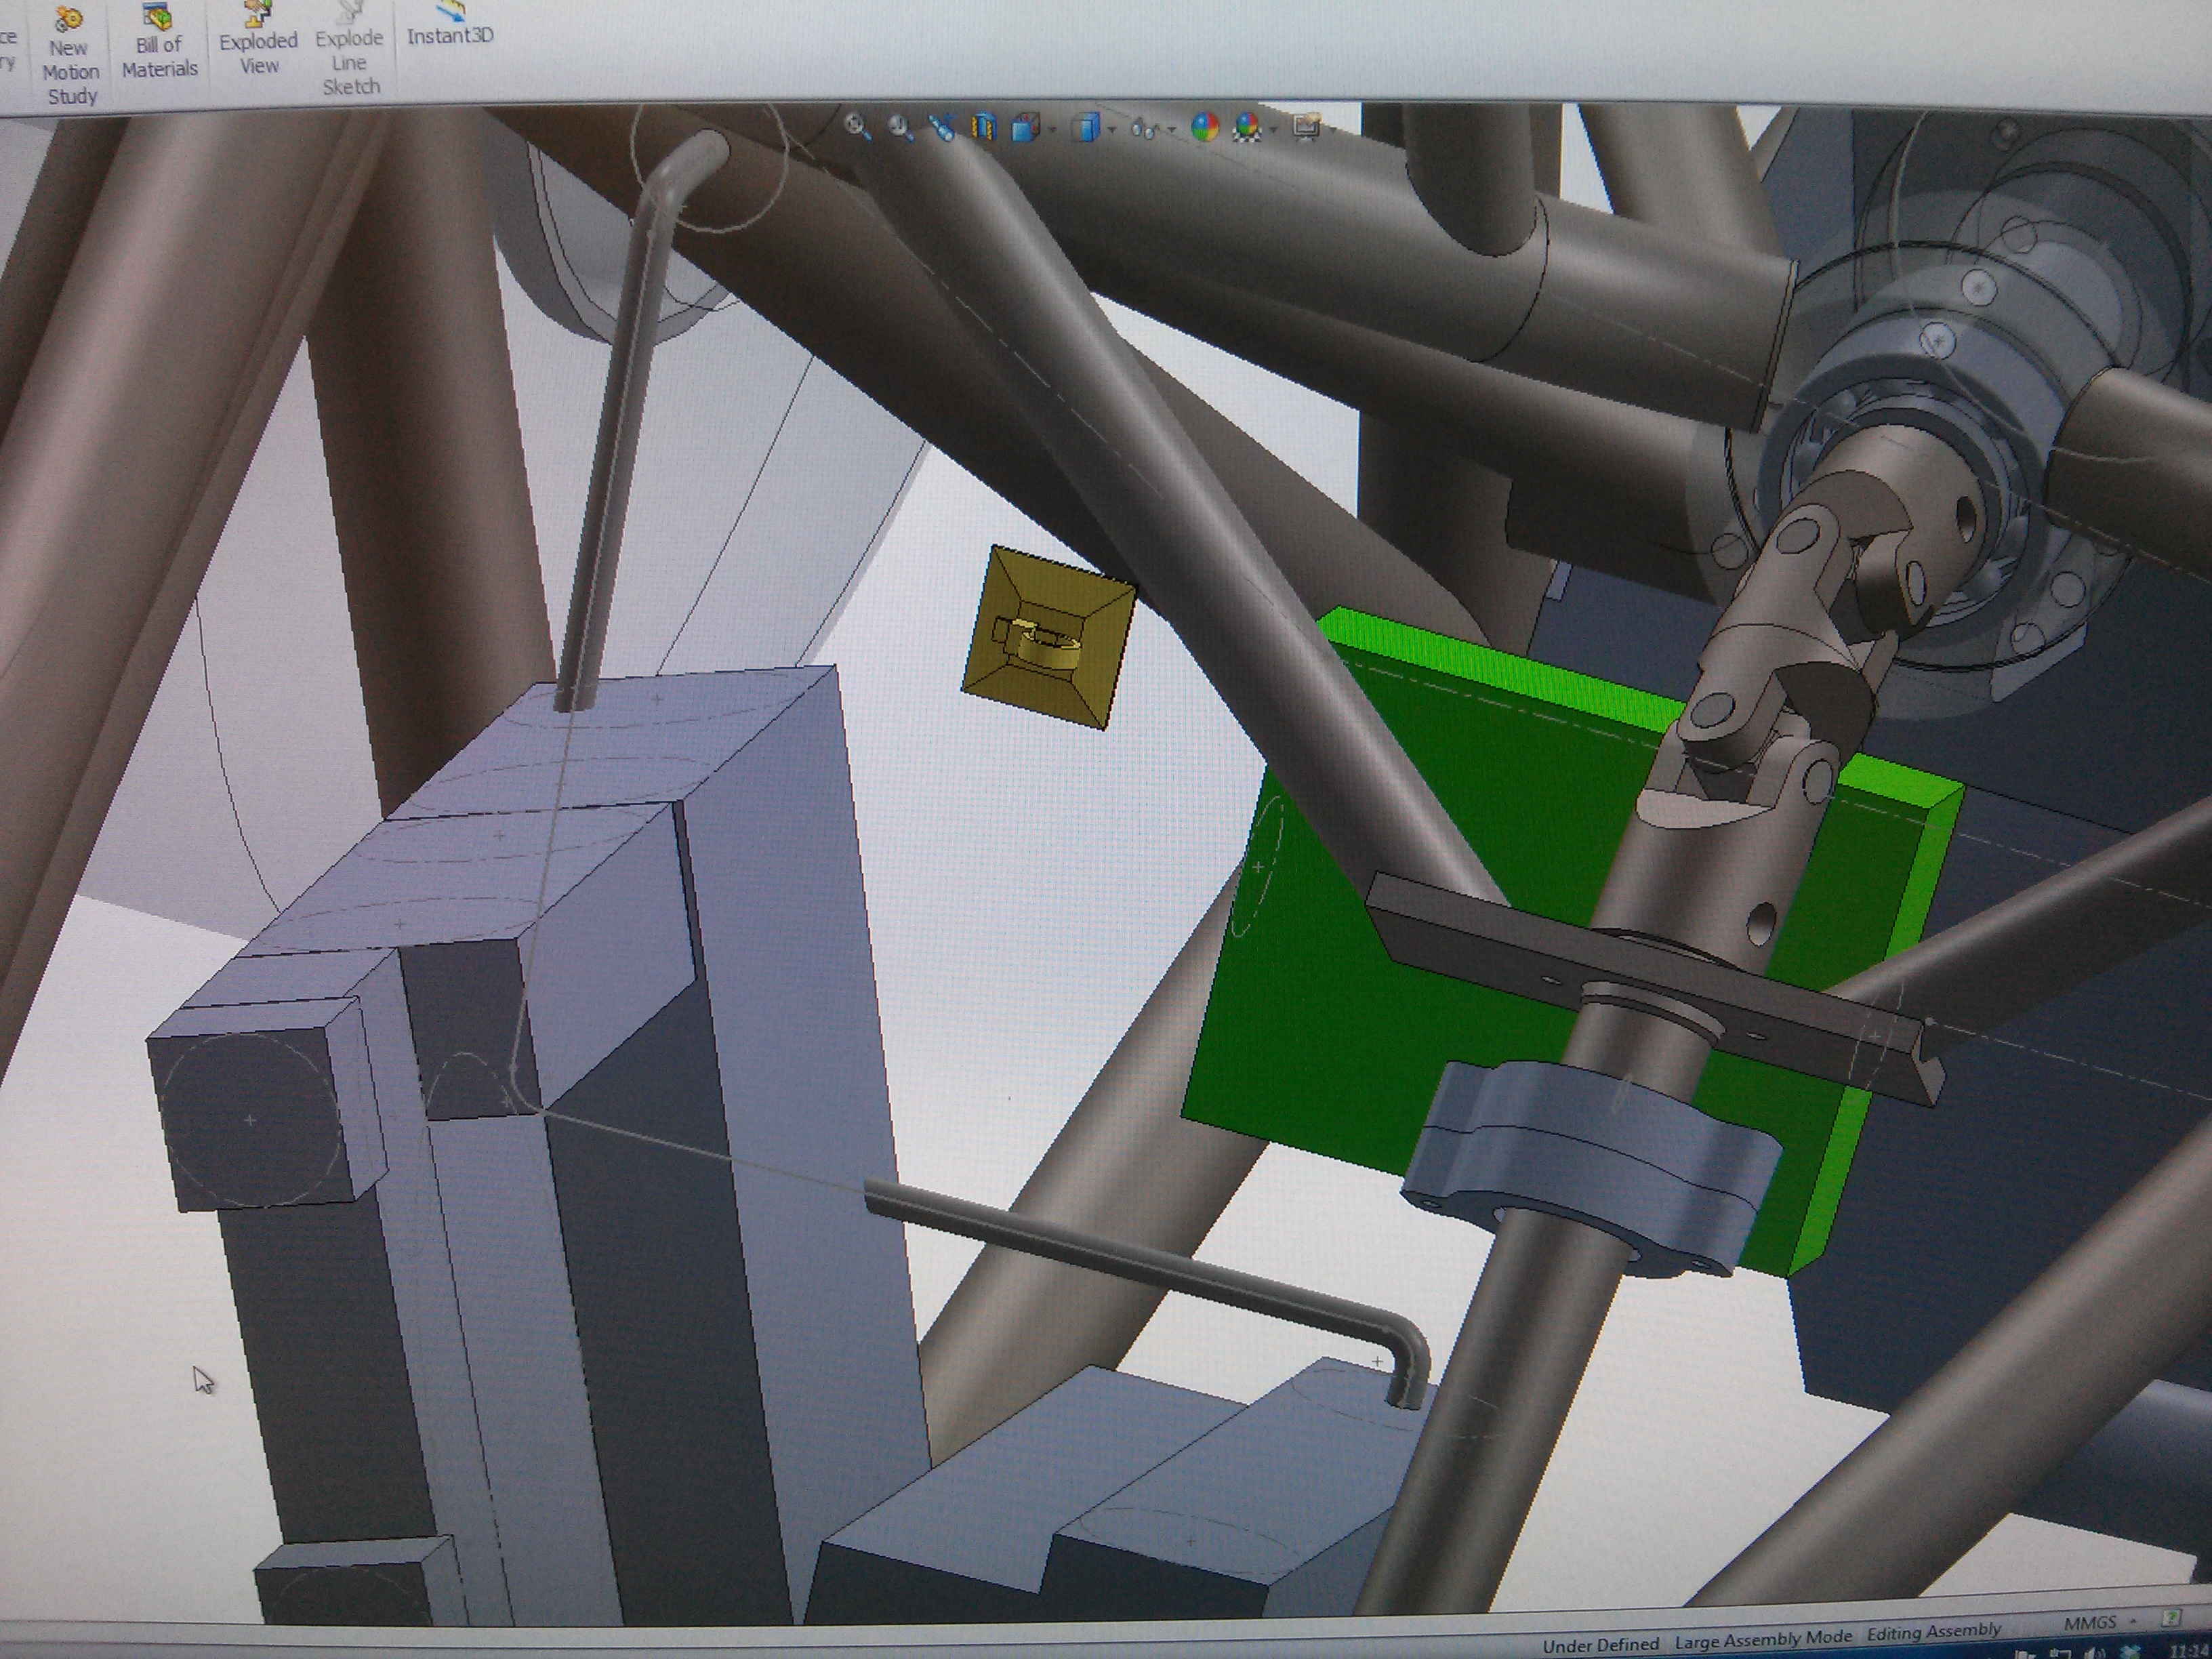 ce
ry
New
Motion
Study
Bill of
Materials
Exploded
View
Explode
Line
Sketch
Instant3D
Under Defined Large Assembly Mode Editing Assembly MMGS
11:14